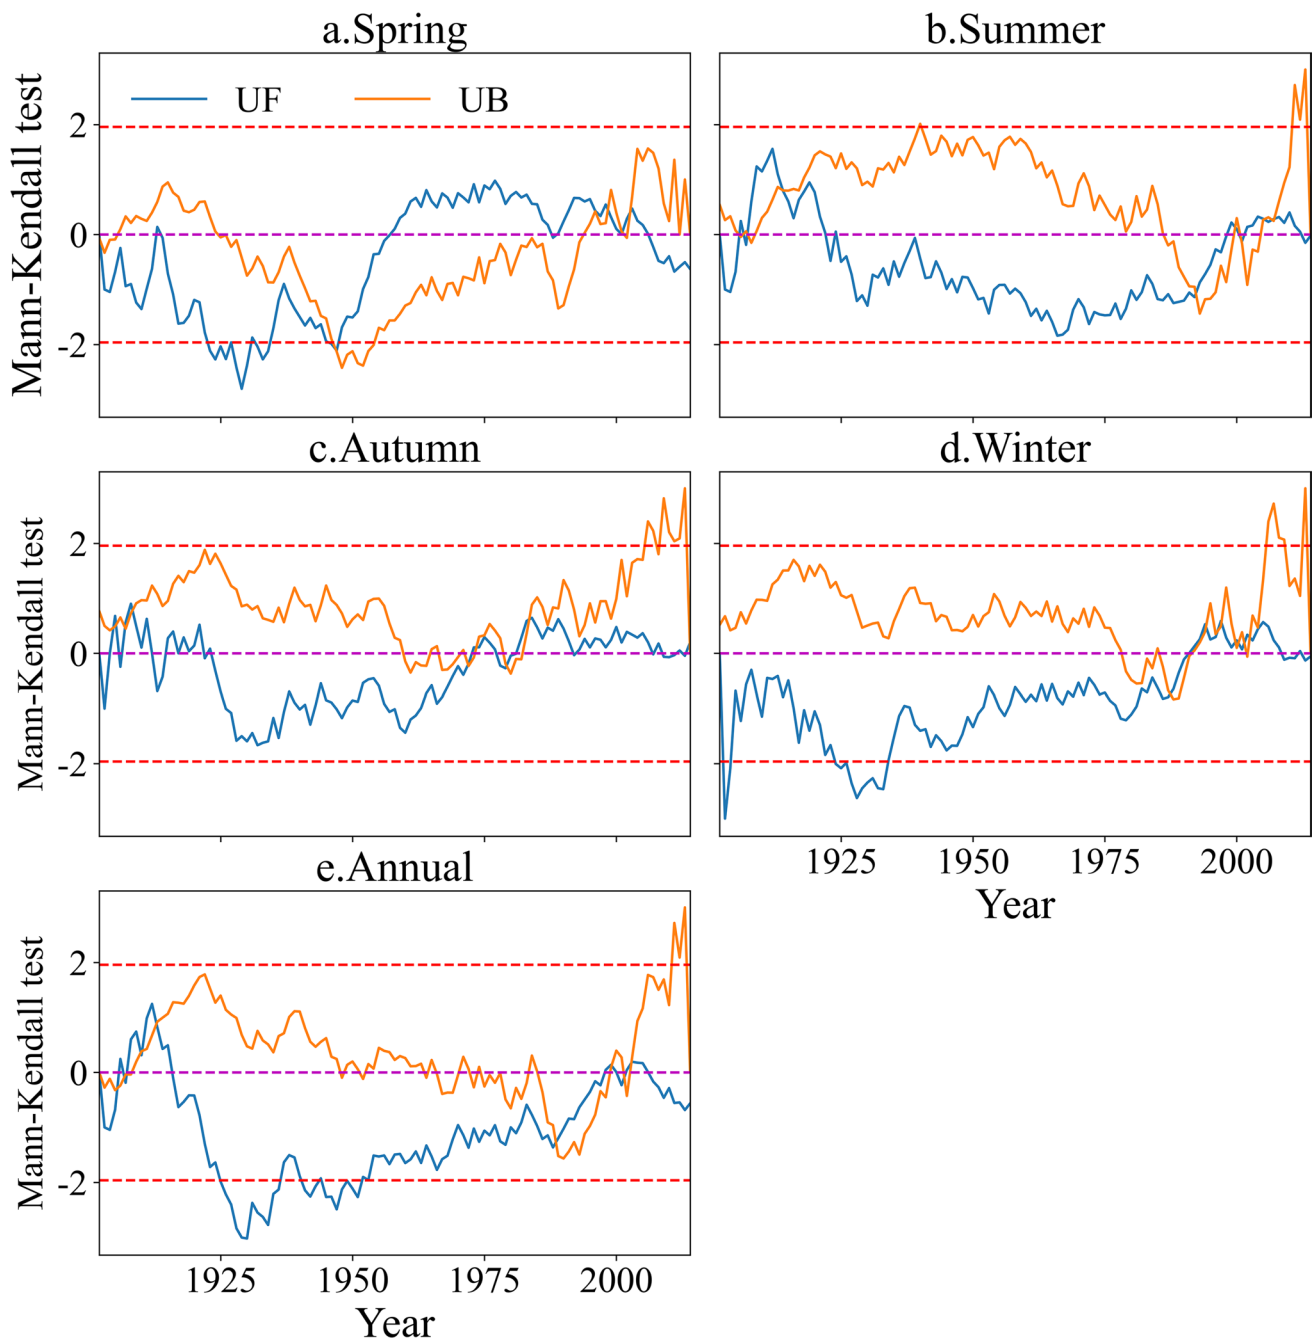 a.Spring
b.Summer
Mann-Kendall test
UF UB
2
0
-2
c.Autumn
d.Winter
Mann-Kendall test
2
0
-2
1925 1950 1975 2000
Year
e.Annual
Mann-Kendall test
2
0
-2
1925 1950 1975 2000
Year